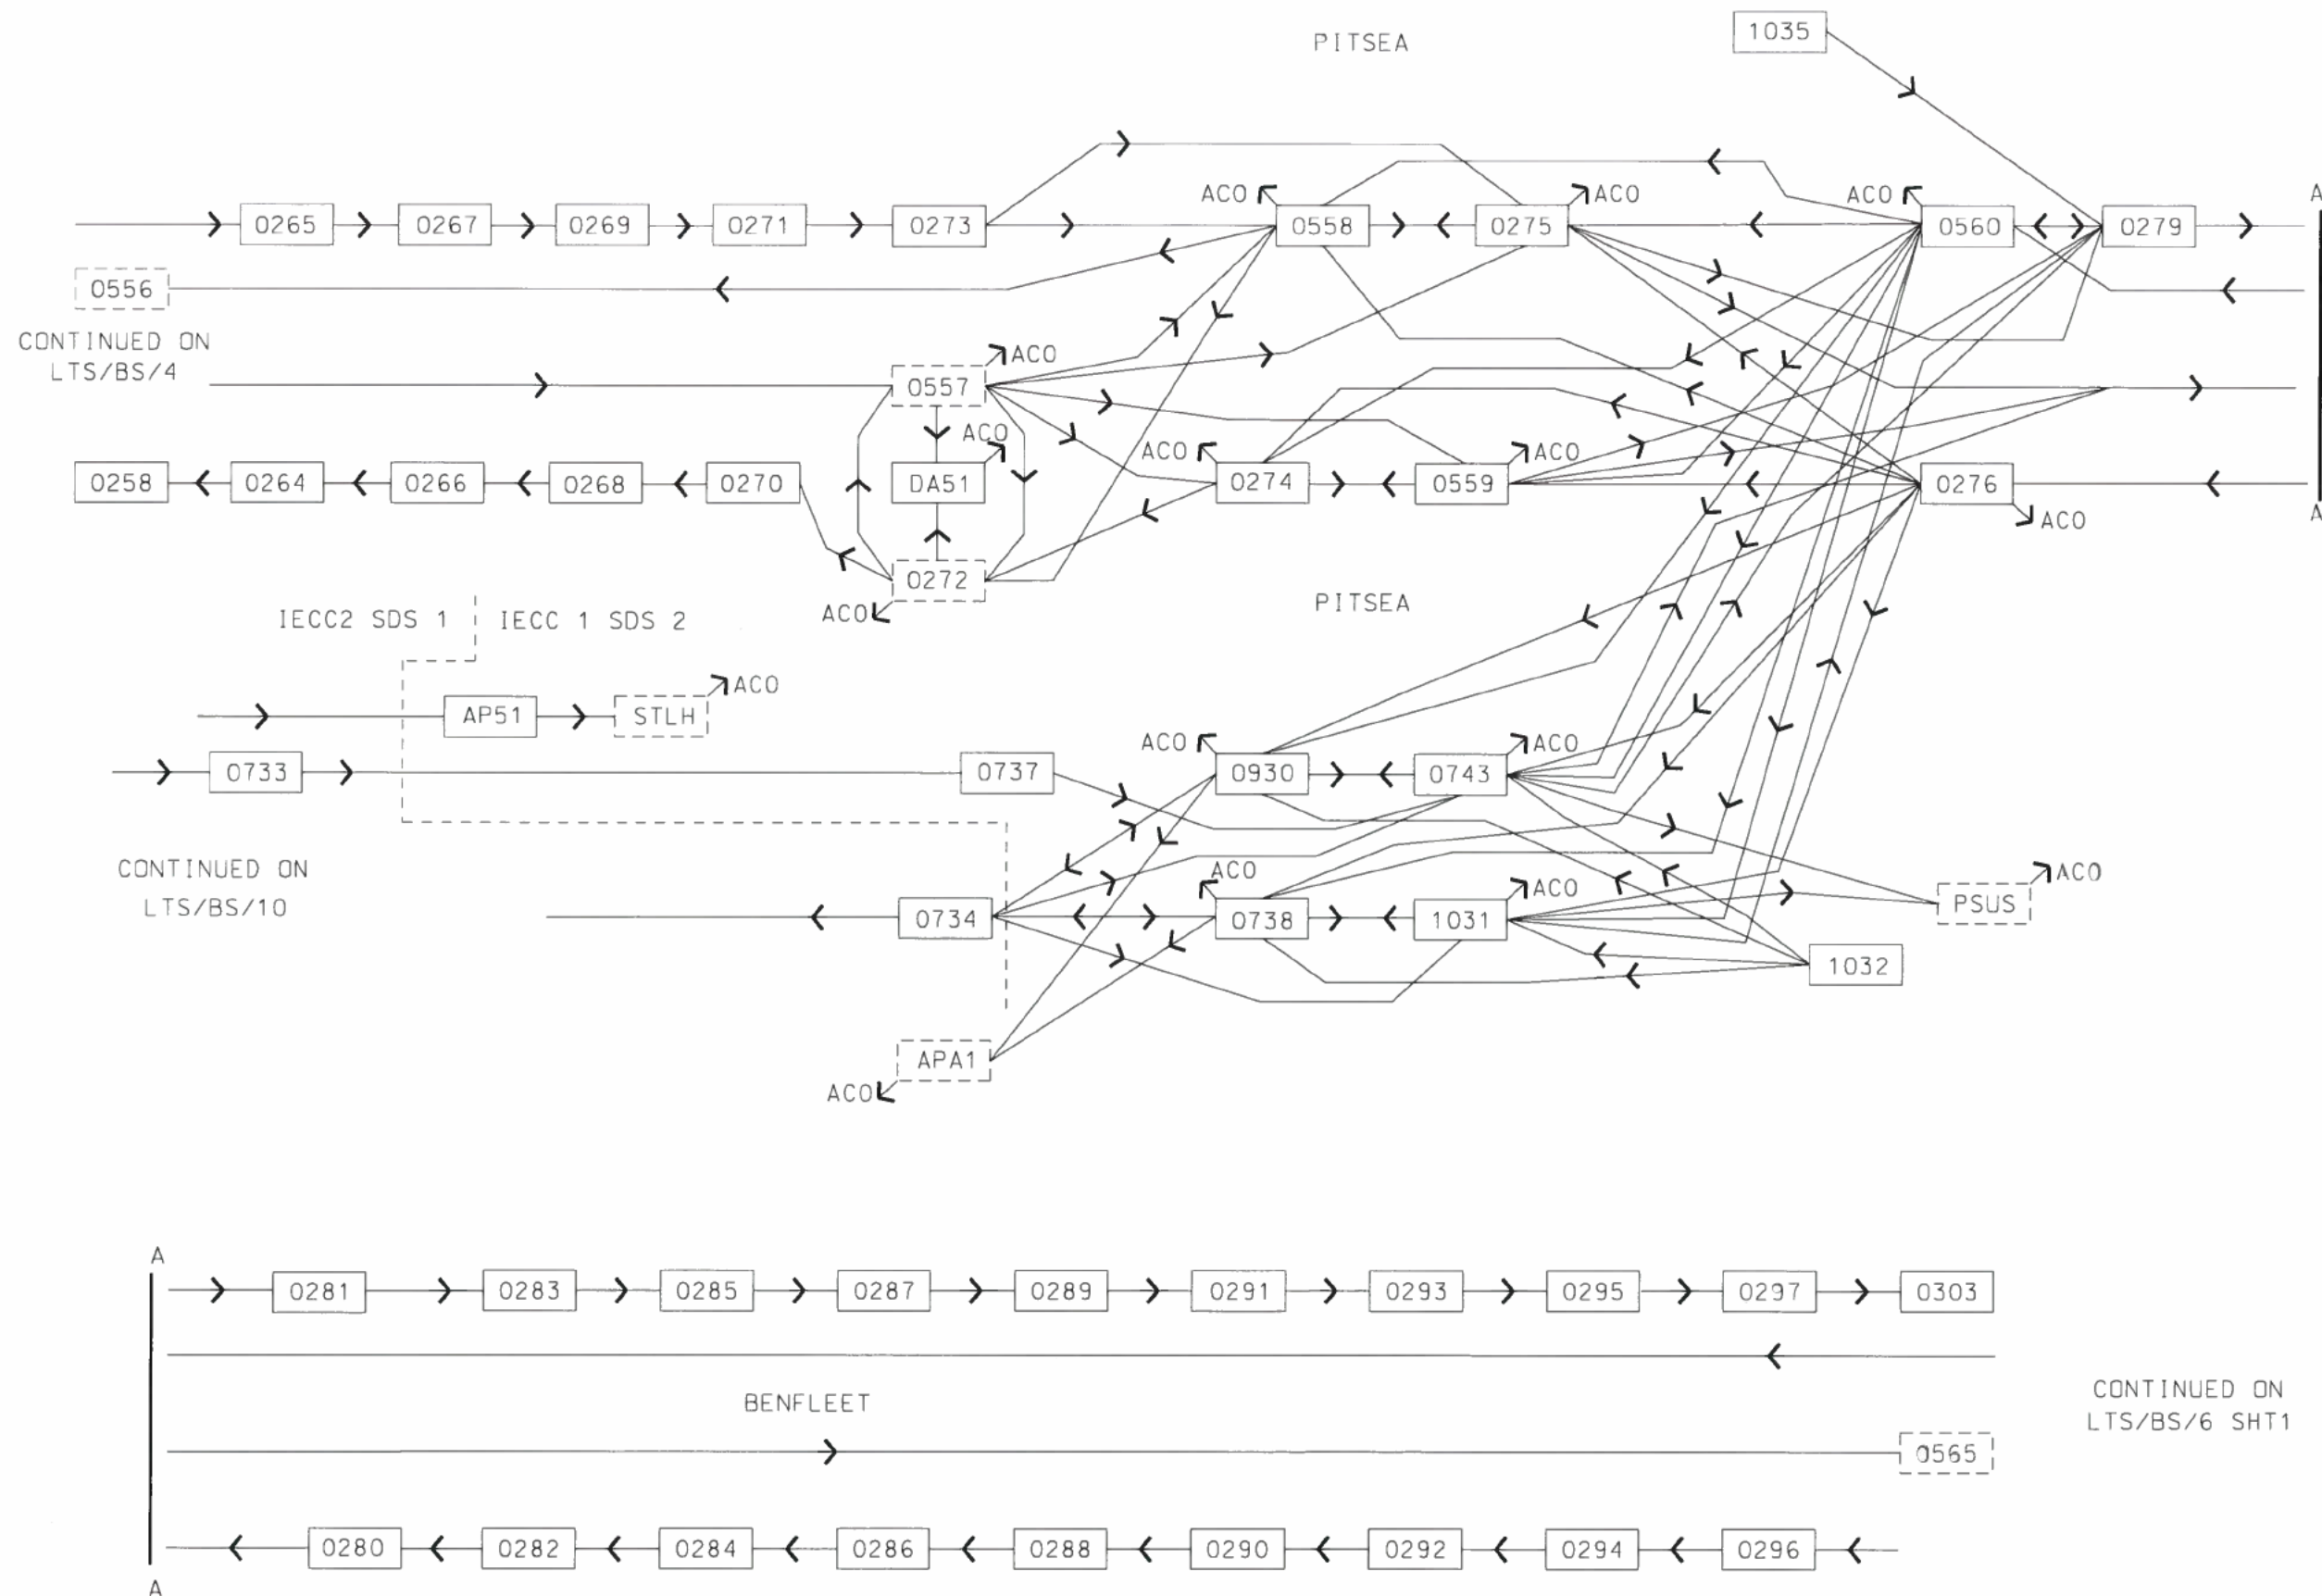 PITSEA
1035
A
ACO
ACO
ACO
0265
0267
0269
0271
0273
0558
0275
0560
0279
0556
CONTINUED ON
LTS/BS/4
ACO
0557
ACO
ACO
ACO
0258
0264
0266
0268
0270
DA51
0274
0559
0276
A
ACO
0272
ACO
PITSEA
IECC2 SDS 1
IECC 1 SDS 2
ACO
AP51
STLH
ACO
ACO
0733
0737
0930
0743
CONTINUED ON
LTS/BS/10
ACO
ACO
ACO
PSUS
0734
0738
1031
1032
APA1
ACO
A
0281
0283
0285
0287
0289
0291
0293
0295
0297
0303
BENFLEET
CONTINUED ON
LTS/BS/6 SHT1
0565
0280
0282
0284
0286
0288
0290
0292
0294
0296
A